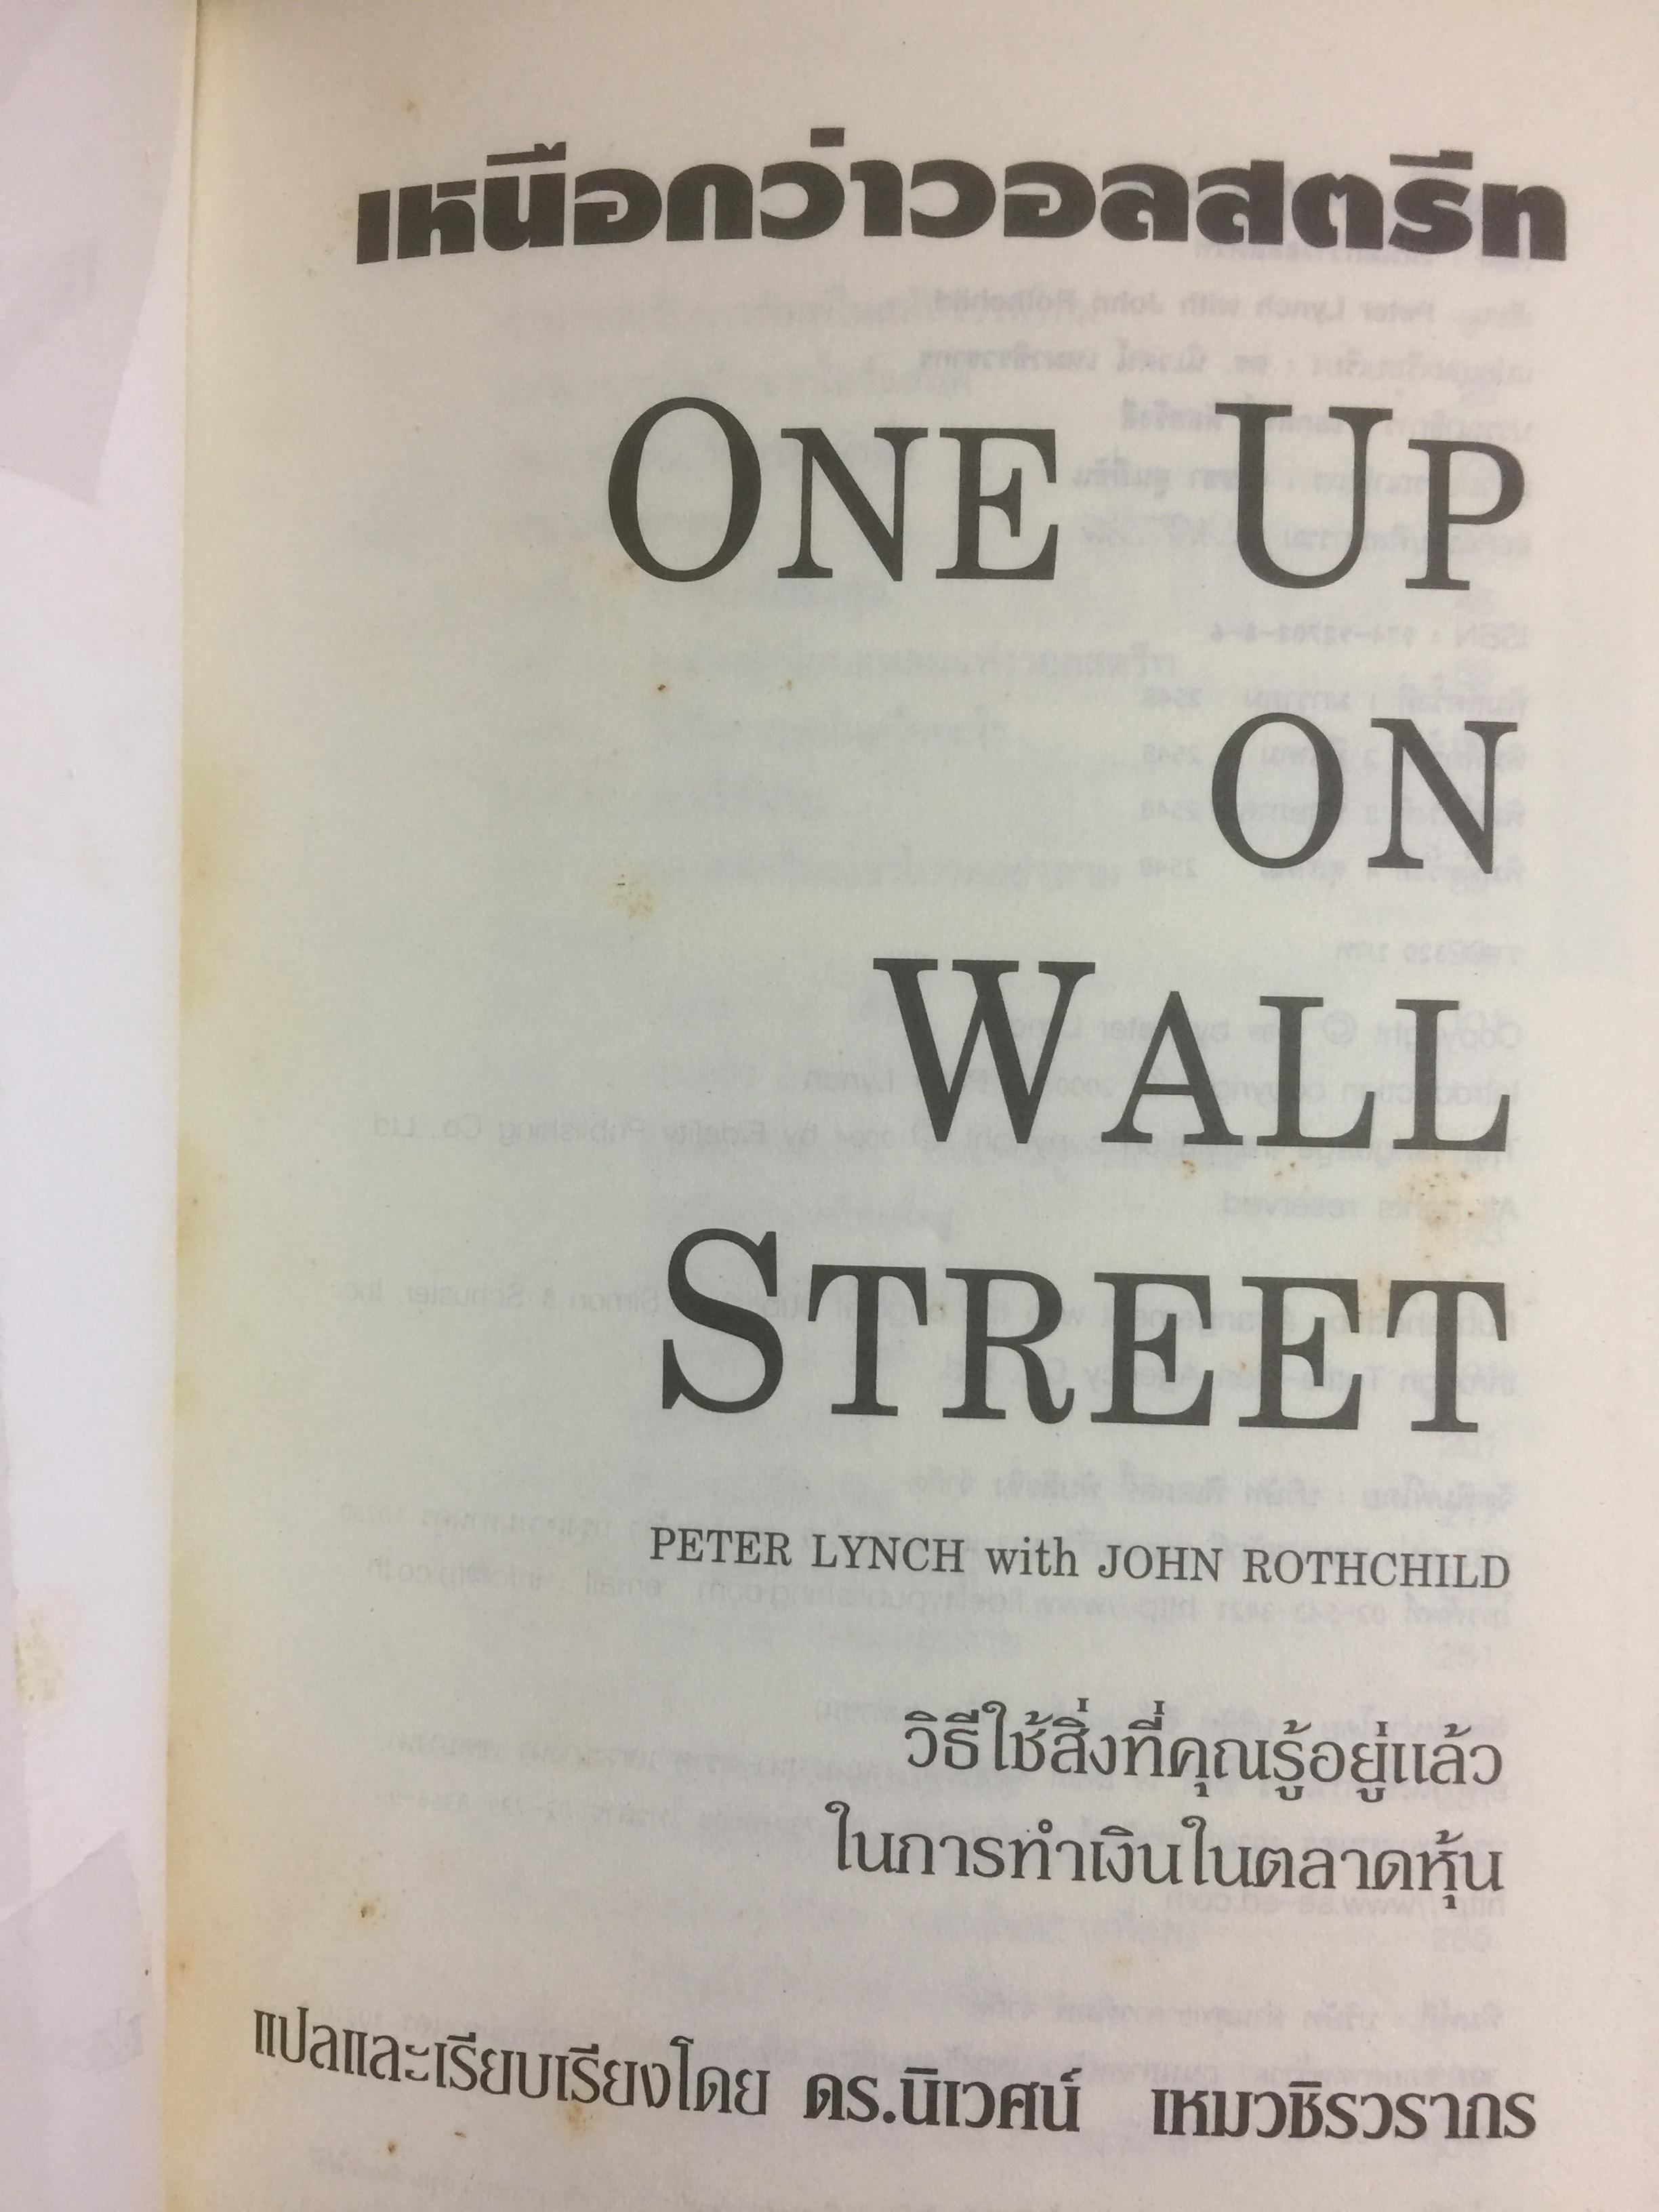 เหนือกว่าวอลสตรีท
ONE UP
ON
WALL
STREET
PETER LYNCH with JOHN ROTHCHILD
วิธีใช้สิ่งที่คุณรู้อยู่แล้ว
ในการทำเงินในตลาดหุ้น
แปลและเรียบเรียงโดย ดร.นิเวศน์ เหมวชิรวรากร